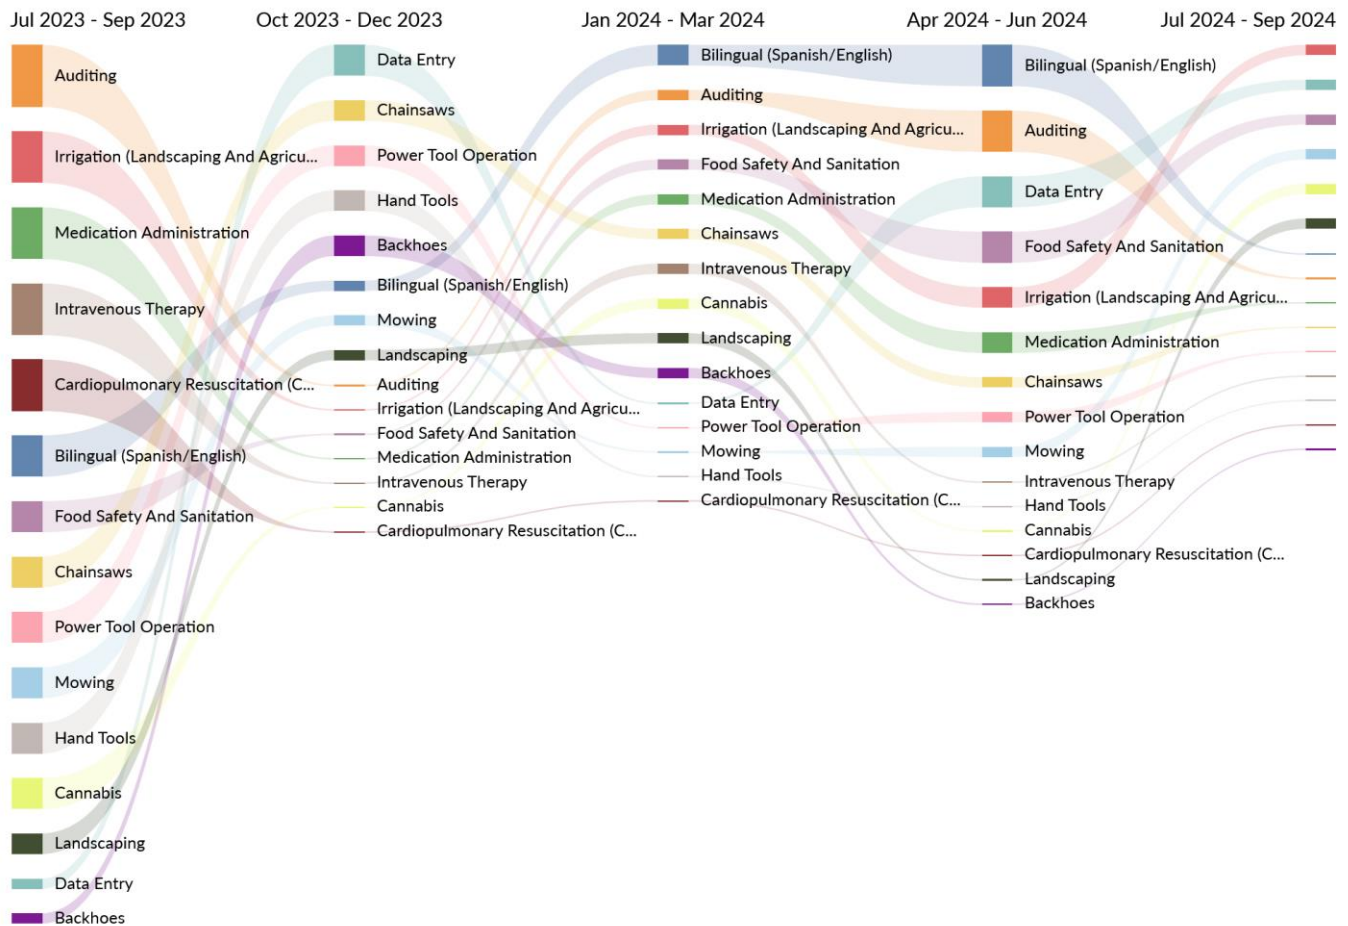 Jul 2023 - Sep 2023
Oct 2023 - Dec 2023
Jan 2024 - Mar 2024
Apr 2024 - Jun 2024
Jul 2024 - Sep 2024
Auditing
Irrigation (Landscaping And Agricu...
Medication Administration
Intravenous Therapy
Cardiopulmonary Resuscitation (C...
Bilingual (Spanish/English)
Food Safety And Sanitation
Chainsaws
Power Tool Operation
Mowing
Hand Tools
Cannabis
Landscaping
Data Entry
Backhoes
Data Entry
Chainsaws
Power Tool Operation
Hand Tools
Backhoes
Bilingual (Spanish/English)
Mowing
Landscaping
Auditing
Irrigation (Landscaping And Agricu...
Food Safety And Sanitation
Medication Administration
Intravenous Therapy
Cannabis
Cardiopulmonary Resuscitation (C...
Bilingual (Spanish/English)
Auditing
Irrigation (Landscaping And Agricu...
Food Safety And Sanitation
Medication Administration
Chainsaws
Intravenous Therapy
Cannabis
Landscaping
Backhoes
Data Entry
Power Tool Operation
Mowing
Hand Tools
Cardiopulmonary Resuscitation (C...
Bilingual (Spanish/English)
Auditing
Data Entry
Food Safety And Sanitation
Irrigation (Landscaping And Agricu...
Medication Administration
Chainsaws
Power Tool Operation
Mowing
Intravenous Therapy
Hand Tools
Cannabis
Cardiopulmonary Resuscitation (C...
Landscaping
Backhoes